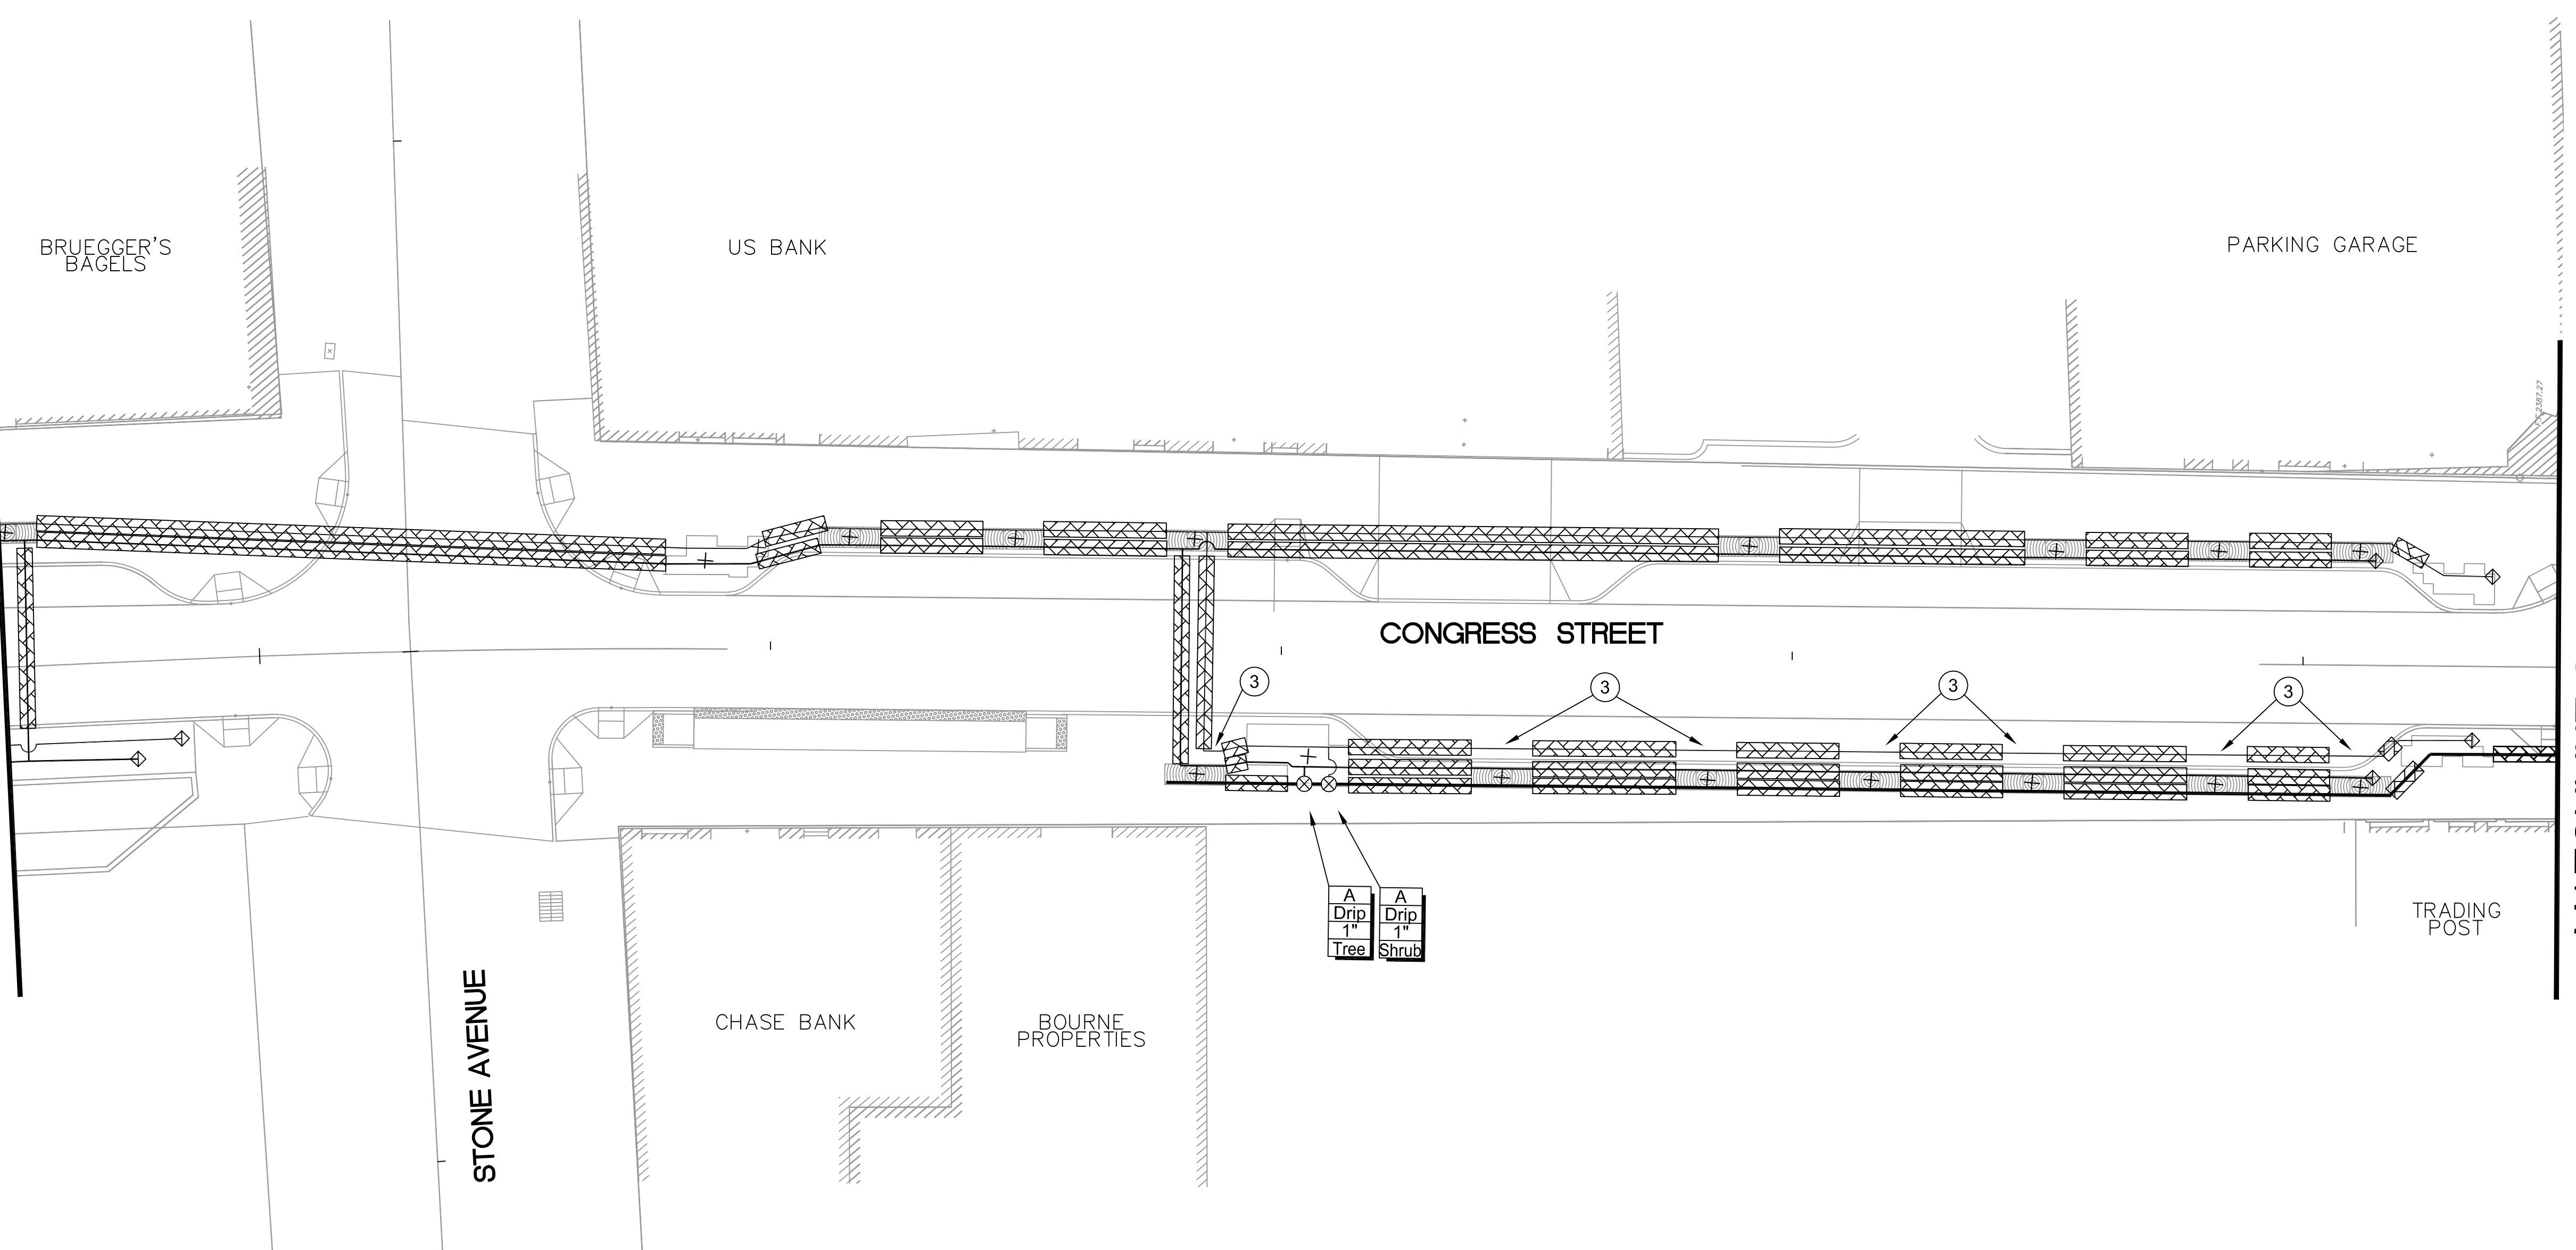 BRUEGGER'S
BAGELS
US BANK
PARKING GARAGE
CONGRESS STREET
3
3
3
3
A
Drip
1"
Tree
A
Drip
1"
Shrub
TRADING
POST
CHASE BANK
BOURNE
PROPERTIES
STONE AVENUE